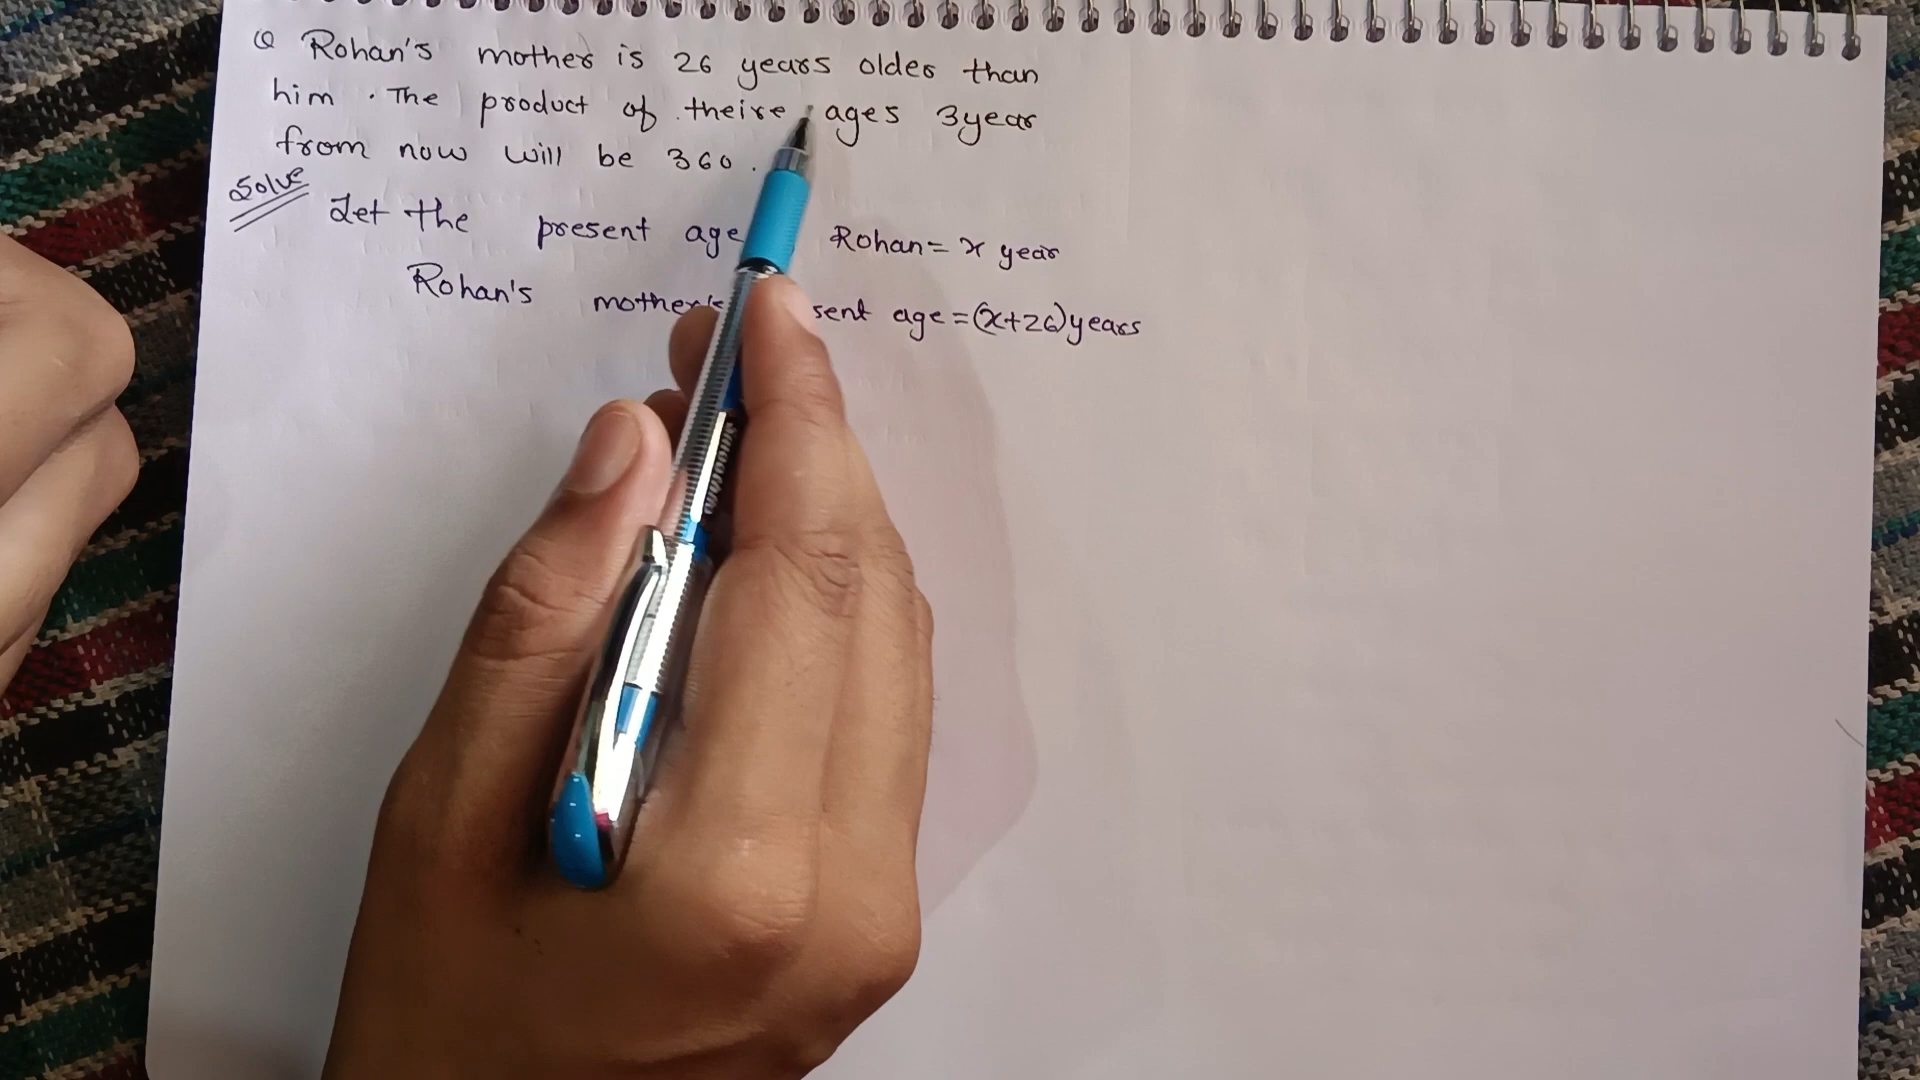 Q Rohan's mother is 26 years older than
him . The product of theire ages 3year
from now will be 360 .
Solve
Let the present age Rohan = x year
Rohan's mother's sent age = (x+26) years